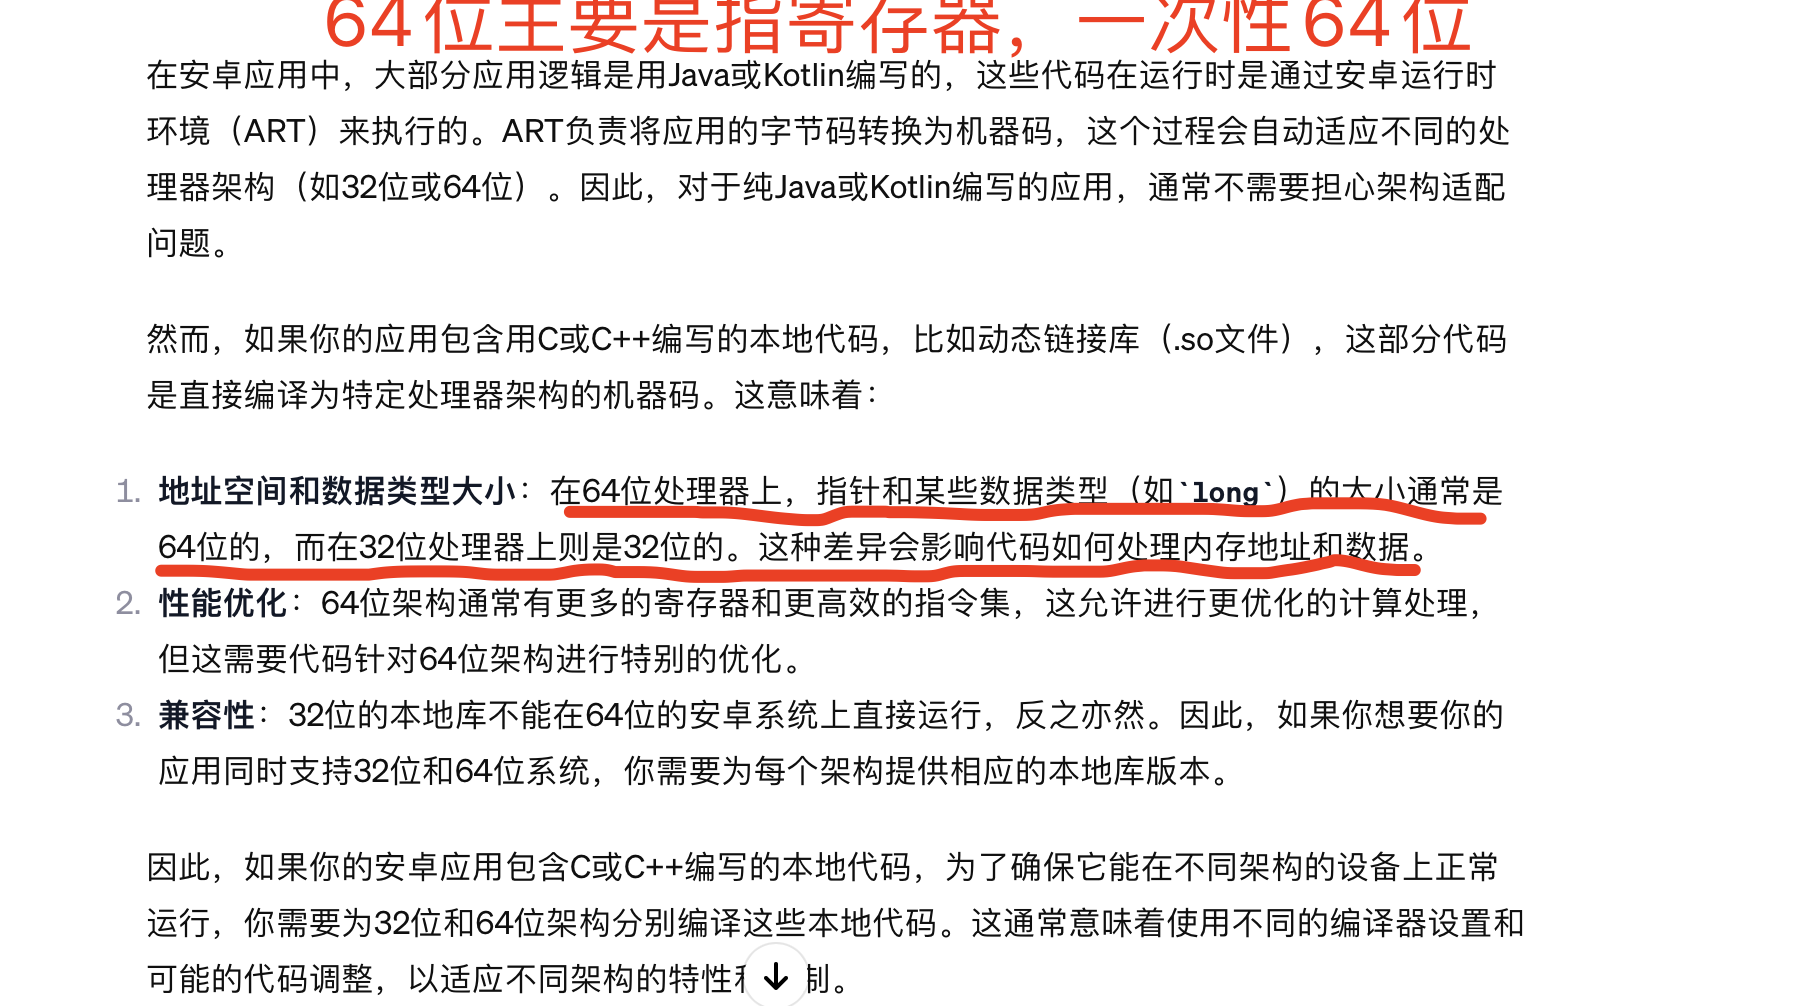 64位主要是指寄存器，一次性64位
在安卓应用中，大部分应用逻辑是用Java或Kotlin编写的，这些代码在运行时是通过安卓运行时
环境（ART）来执行的。ART负责将应用的字节码转换为机器码，这个过程会自动适应不同的处
理器架构（如32位或64位）。因此，对于纯Java或Kotlin编写的应用，通常不需要担心架构适配
问题。
然而，如果你的应用包含用C或C++编写的本地代码，比如动态链接库（.so文件），这部分代码
是直接编译为特定处理器架构的机器码。这意味着：
1. 地址空间和数据类型大小：在64位处理器上，指针和某些数据类型（如`long`）的大小通常是
64位的，而在32位处理器上则是32位的。这种差异会影响代码如何处理内存地址和数据。
2. 性能优化：64位架构通常有更多的寄存器和更高效的指令集，这允许进行更优化的计算处理，
但这需要代码针对64位架构进行特别的优化。
3. 兼容性：32位的本地库不能在64位的安卓系统上直接运行，反之亦然。因此，如果你想要你的
应用同时支持32位和64位系统，你需要为每个架构提供相应的本地库版本。
因此，如果你的安卓应用包含C或C++编写的本地代码，为了确保它能在不同架构的设备上正常
运行，你需要为32位和64位架构分别编译这些本地代码。这通常意味着使用不同的编译器设置和
可能的代码调整，以适应不同架构的特性 制。